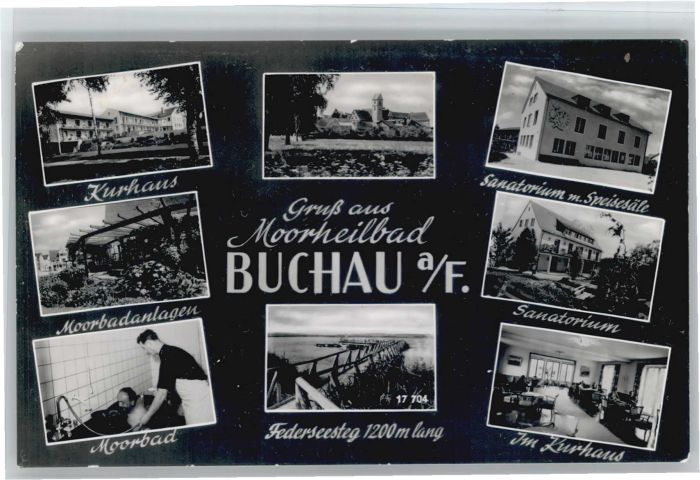 Kurhaus
Sanatorium m. Speisesäle
Gruß aus
Moorheilbad
BUCHAU a/F.
Moorbadanlagen
Sanatorium
Moorbad
17 704
Federseesteg 1200 m lang
Im Kurhaus